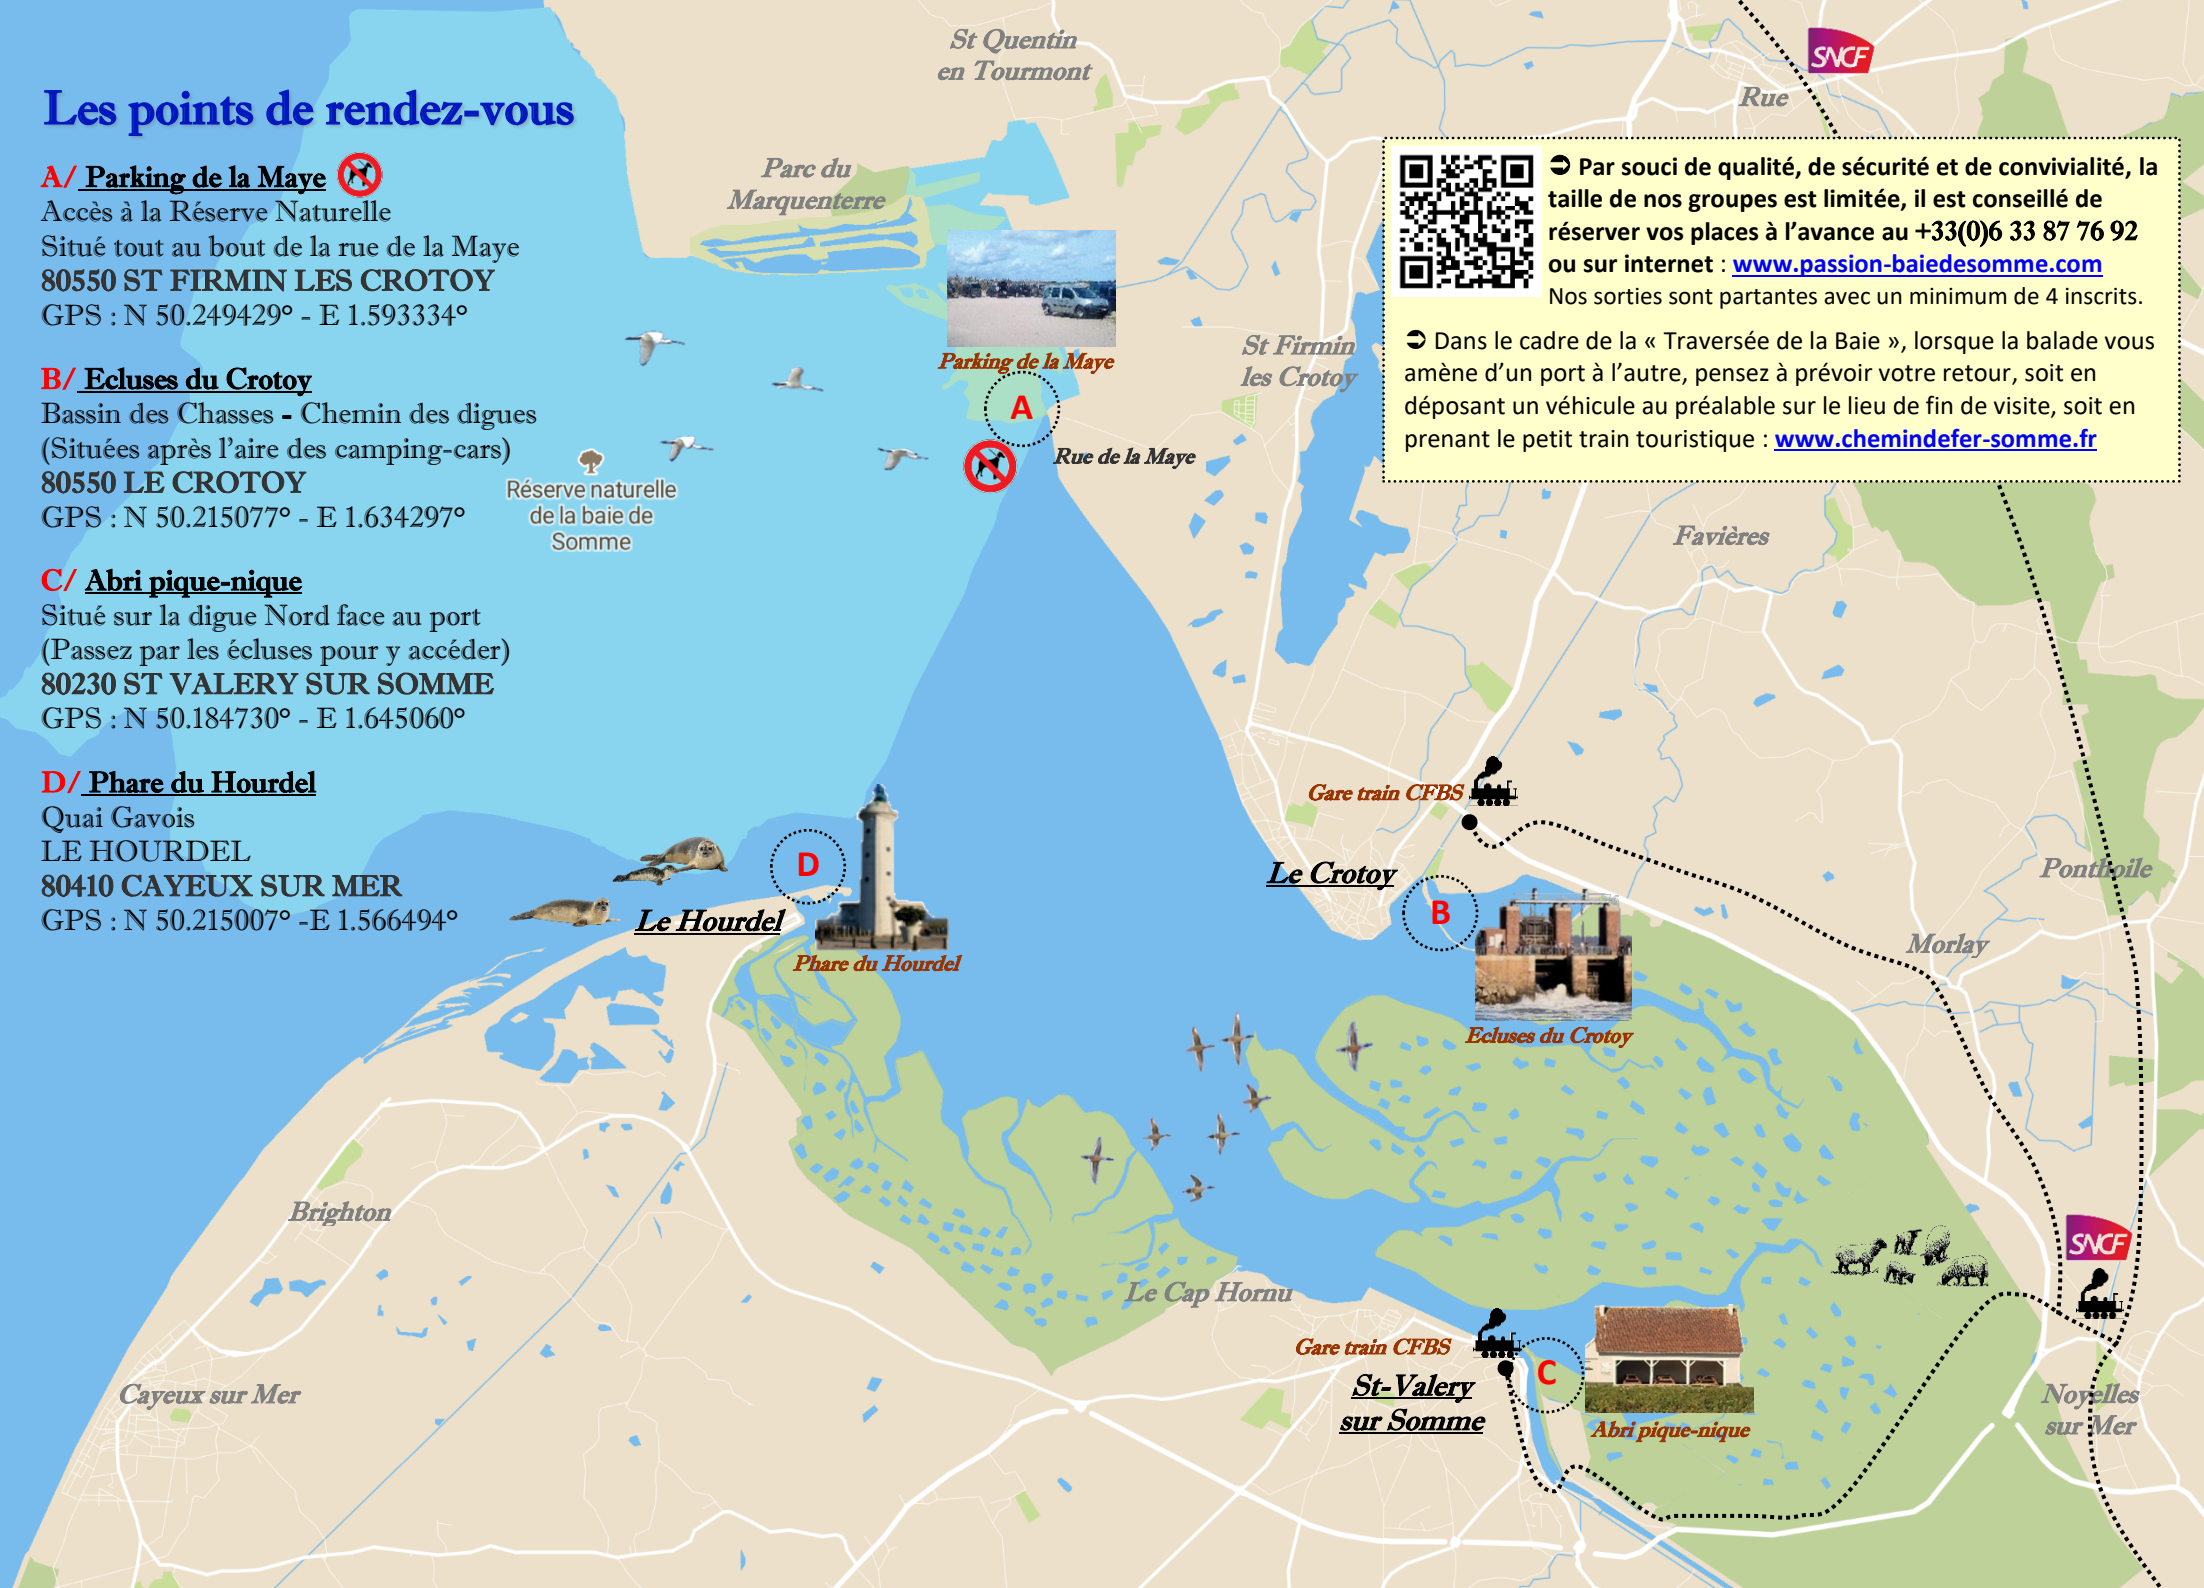 Les points de rendez-vous
A/ Parking de la Maye
Accès à la Réserve Naturelle
Situé tout au bout de la rue de la Maye
80550 ST FIRMIN LES CROTOY
GPS : N 50.249429° - E 1.593334°
B/ Ecluses du Crotoy
Bassin des Chasses - Chemin des digues
(Situées après l’aire des camping-cars)
80550 LE CROTOY
GPS : N 50.215077° - E 1.634297°
C/ Abri pique-nique
Situé sur la digue Nord face au port
(Passez par les écluses pour y accéder)
80230 ST VALERY SUR SOMME
GPS : N 50.184730° - E 1.645060°
D/ Phare du Hourdel
Quai Gavois
LE HOURDEL
80410 CAYEUX SUR MER
GPS : N 50.215007° -E 1.566494°
St Quentin
en Tourmont
SNCF
Rue
Parc du
Marquenterre
➲ Par souci de qualité, de sécurité et de convivialité, la
taille de nos groupes est limitée, il est conseillé de
réserver vos places à l’avance au +33(0)6 33 87 76 92
ou sur internet : www.passion-baiedesomme.com
Nos sorties sont partantes avec un minimum de 4 inscrits.
➲ Dans le cadre de la « Traversée de la Baie », lorsque la balade vous
amène d’un port à l’autre, pensez à prévoir votre retour, soit en
déposant un véhicule au préalable sur le lieu de fin de visite, soit en
prenant le petit train touristique : www.chemindefer-somme.fr
Parking de la Maye
A
Rue de la Maye
St Firmin
les Crotoy
Réserve naturelle
de la baie de
Somme
Favières
Gare train CFBS
Le Crotoy
B
Ecluses du Crotoy
Ponthoile
Morlay
D
Le Hourdel
Phare du Hourdel
Brighton
Cayeux sur Mer
Le Cap Hornu
Gare train CFBS
St-Valery
sur Somme
C
Abri pique-nique
SNCF
Noyelles
sur Mer